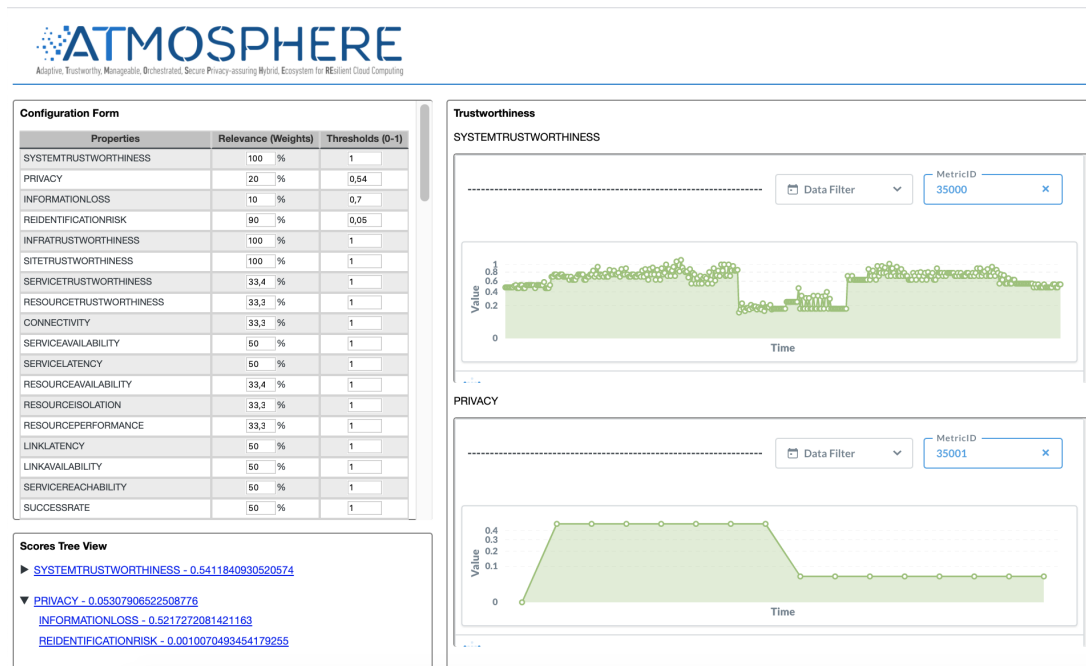 ATMOSPHERE
Adaptive, Trustworthy, Manageable, Orchestrated, Secure Privacy-assuring Hybrid, Ecosystem for REsilient Cloud Computing
Configuration Form
Properties Relevance (Weights) Thresholds (0-1)
SYSTEMTRUSTWORTHINESS 100 % 1
PRIVACY 20 % 0,54
INFORMATIONLOSS 10 % 0,7
REIDENTIFICATIONRISK 90 % 0,05
INFRATRUSTWORTHINESS 100 % 1
SITETRUSTWORTHINESS 100 % 1
SERVICETRUSTWORTHINESS 33,4 % 1
RESOURCETRUSTWORTHINESS 33,3 % 1
CONNECTIVITY 33,3 % 1
SERVICEAVAILABILITY 50 % 1
SERVICELATENCY 50 % 1
RESOURCEAVAILABILITY 33,4 % 1
RESOURCEISOLATION 33,3 % 1
RESOURCEPERFORMANCE 33,3 % 1
LINKLATENCY 50 % 1
LINKAVAILABILITY 50 % 1
SERVICEREACHABILITY 50 % 1
SUCCESSRATE 50 % 1
Scores Tree View
▶ SYSTEMTRUSTWORTHINESS - 0.5411840930520574
▼ PRIVACY - 0.05307906522508776
INFORMATIONLOSS - 0.5217272081421163
REIDENTIFICATIONRISK - 0.0010070493454179255
Trustworthiness
SYSTEMTRUSTWORTHINESS
Data Filter
MetricID
35000 ×
1
0.8
0.6
0.4
0.2
0
Value
Time
PRIVACY
Data Filter
MetricID
35001 ×
0.4
0.3
0.2
0.1
0
Value
Time